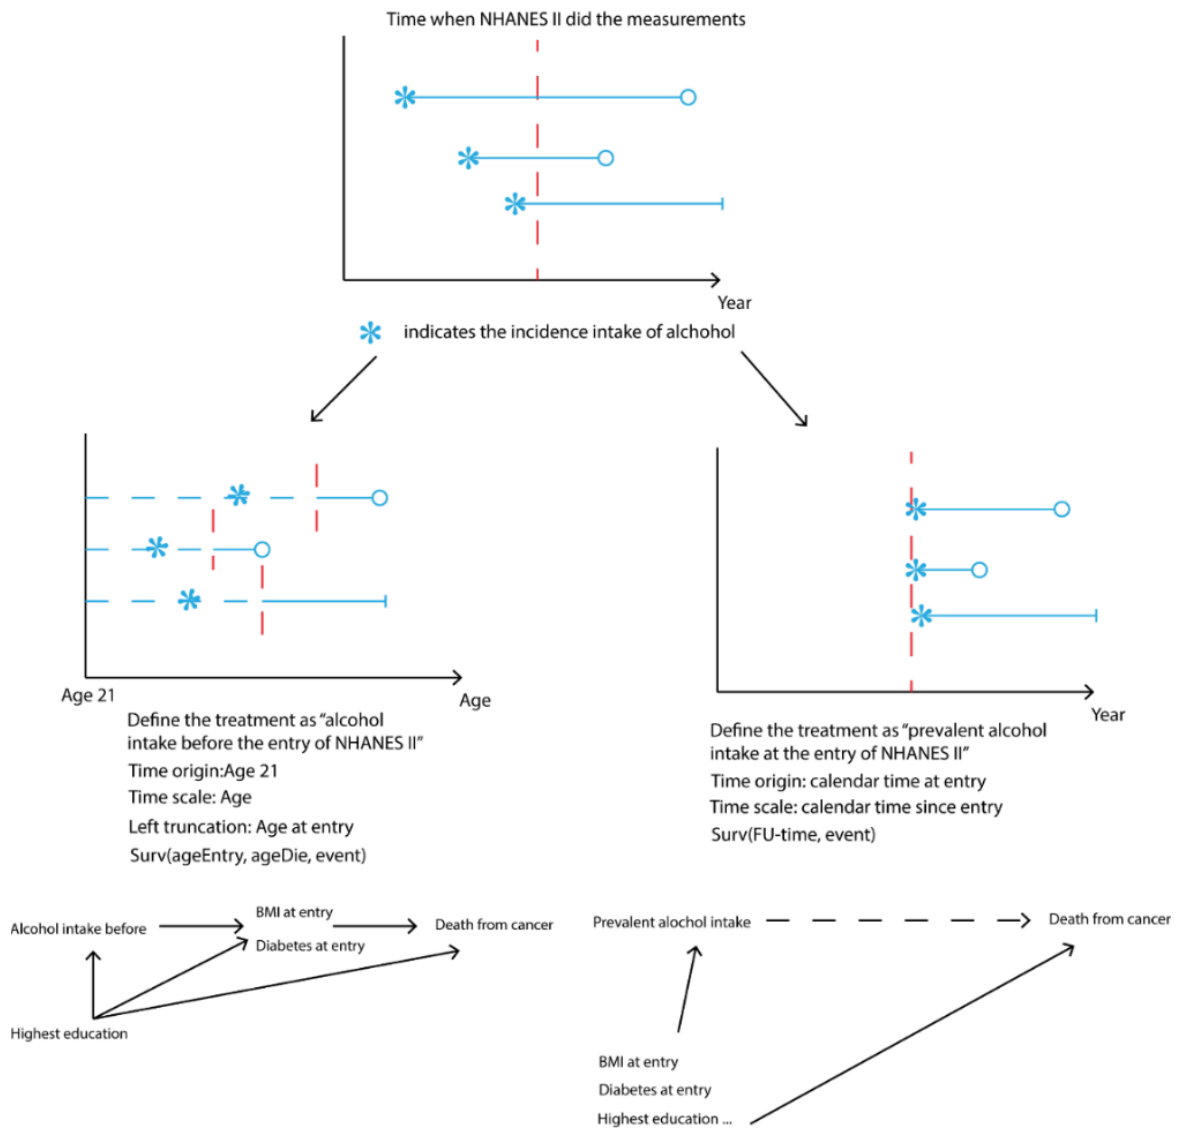 Time when NHANES II did the measurements
Year
indicates the incidence intake of alchohol
Age 21
Age
Define the treatment as “alcohol
intake before the entry of NHANES II”
Time origin:Age 21
Time scale: Age
Left truncation: Age at entry
Surv(ageEntry, ageDie, event)
Year
Define the treatment as “prevalent alcohol
intake at the entry of NHANES II”
Time origin: calendar time at entry
Time scale: calendar time since entry
Surv(FU-time, event)
Alcohol intake before
BMI at entry
Diabetes at entry
Death from cancer
Highest education
Prevalent alochol intake
Death from cancer
BMI at entry
Diabetes at entry
Highest education ...